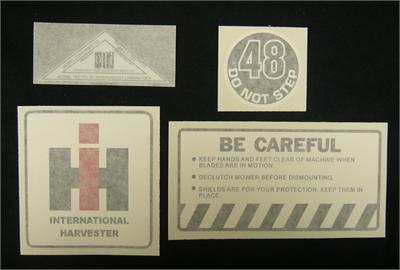 48
DO NOT STEP
IH
INTERNATIONAL
HARVESTER
BE CAREFUL
● KEEP HANDS AND FEET CLEAR OF MACHINE WHEN
BLADES ARE IN MOTION
● DECLUTCH MOWER BEFORE DISMOUNTING.
● SHIELDS ARE FOR YOUR PROTECTION. KEEP THEM IN
PLACE.